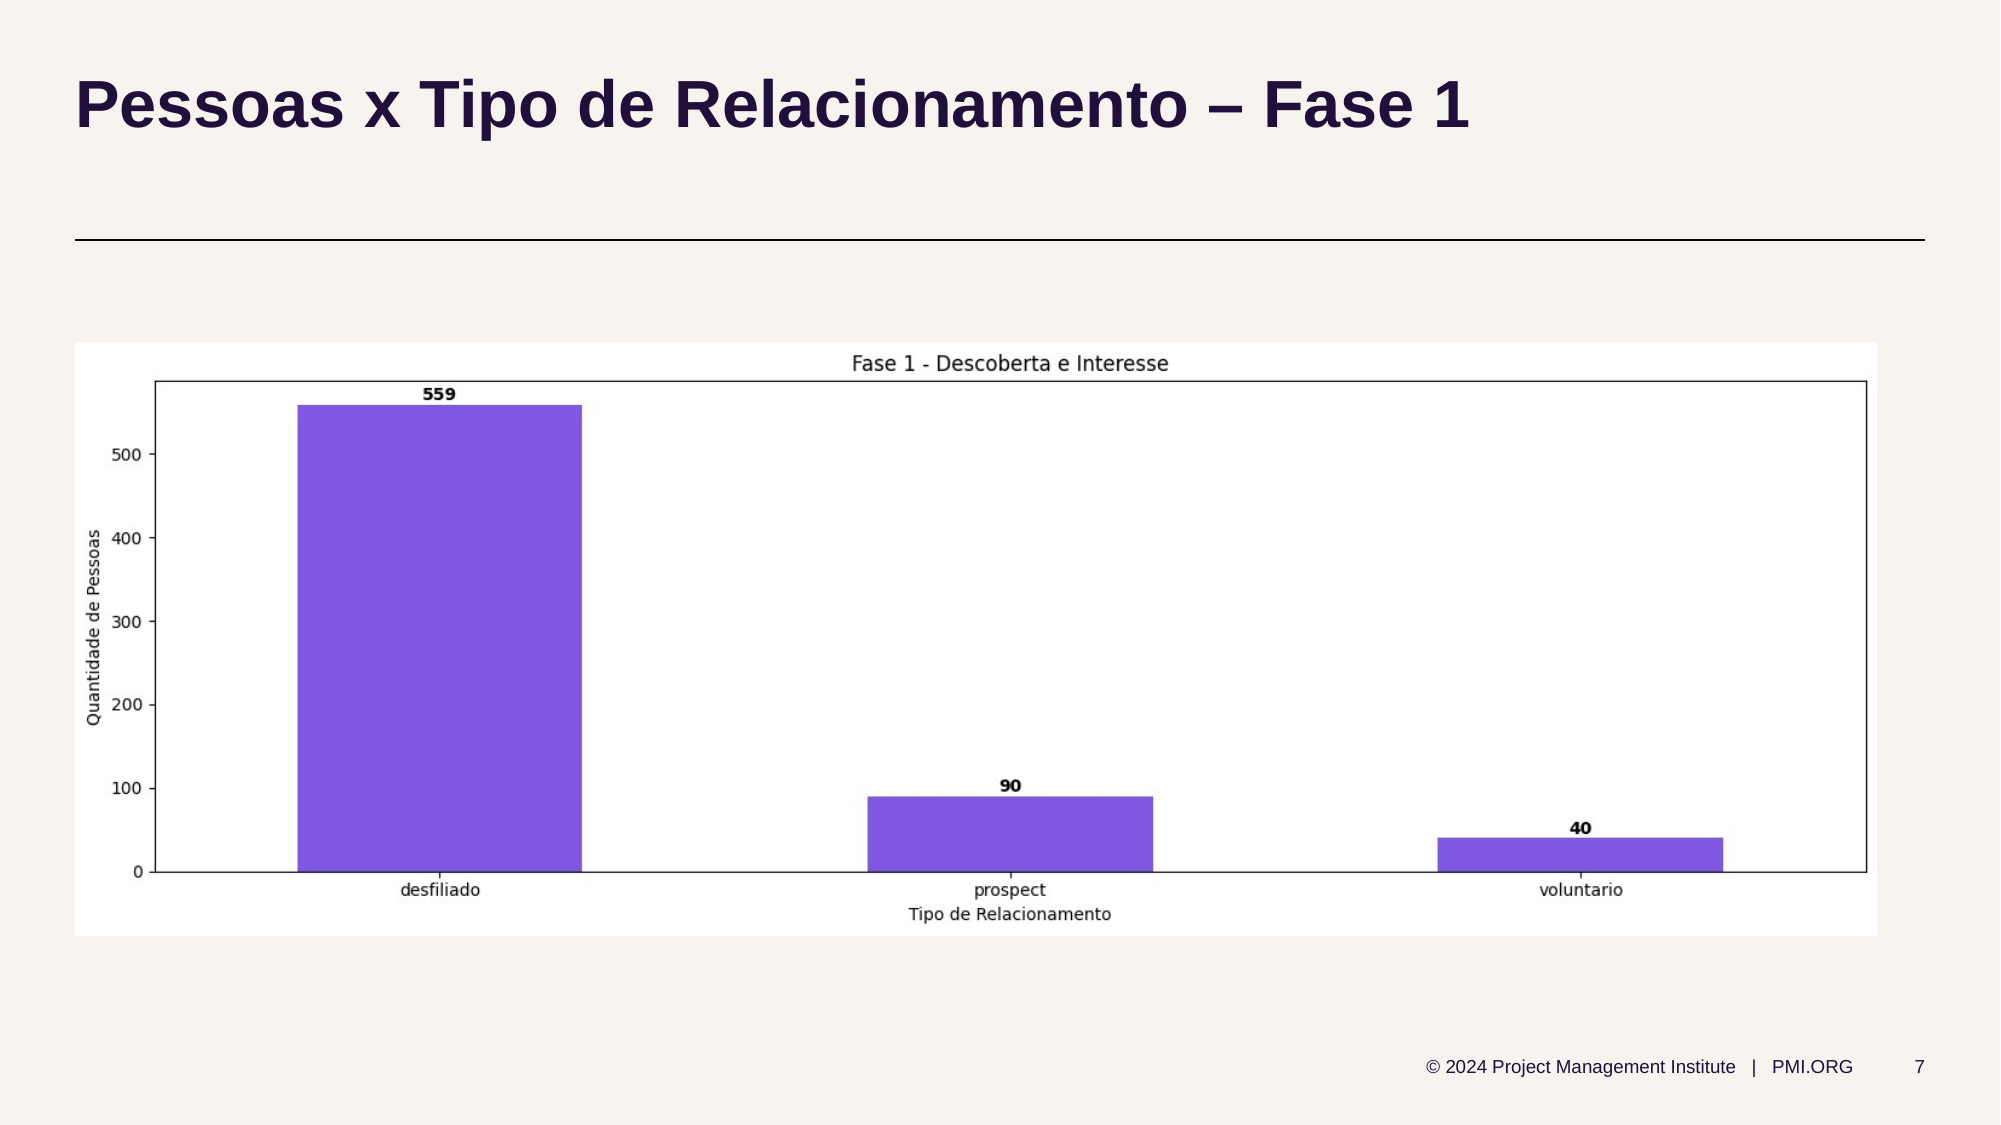 Pessoas x Tipo de Relacionamento – Fase 1
Fase 1 - Descoberta e Interesse
559
500
400
300
200
100
0
Quantidade de Pessoas
90
40
desfiliado
prospect
voluntario
Tipo de Relacionamento
© 2024 Project Management Institute | PMI.ORG 7